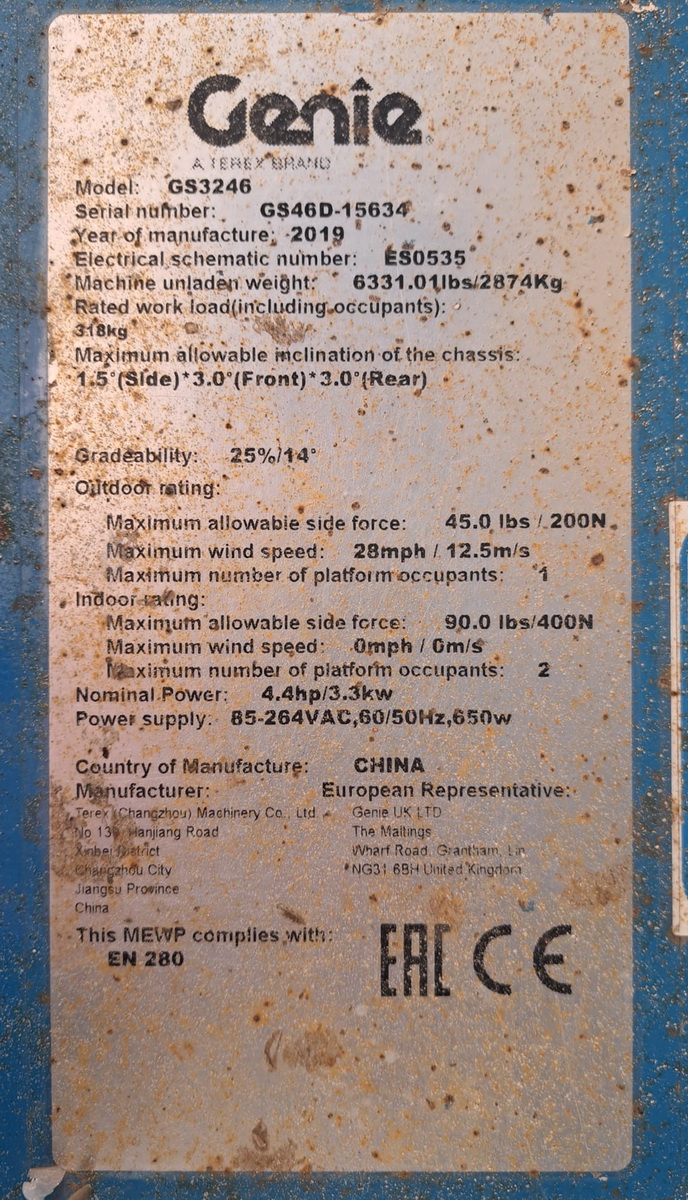 Genie
A TEREX BRAND
Model: GS3246
Serial number: GS46D-15634
Year of manufacture: 2019
Electrical schematic number: ES0535
Machine unladen weight: 6331.01lbs/2874Kg
Rated work load(including occupants):
318kg
Maximum allowable inclination of the chassis:
1.5°(Side)*3.0°(Front)*3.0°(Rear)
Gradeability: 25%/14°
Outdoor rating:
Maximum allowable side force: 45.0 lbs / 200N
Maximum wind speed: 28mph / 12.5m/s
Maximum number of platform occupants: 1
Indoor rating:
Maximum allowable side force: 90.0 lbs/400N
Maximum wind speed: 0mph / 0m/s
Maximum number of platform occupants: 2
Nominal Power: 4.4hp/3.3kw
Power supply: 85-264VAC,60/50Hz,650w
Country of Manufacture: CHINA
Manufacturer: European Representative:
Terex (Changzhou) Machinery Co., Ltd. Genie UK LTD
No Hanjiang Road The Maltings
Xinbei District Wharf Road, Grantham,
Changzhou City NG31 6BH United Kingdom
Jiangsu Province
China
This MEWP complies with:
EN 280
EAC CE